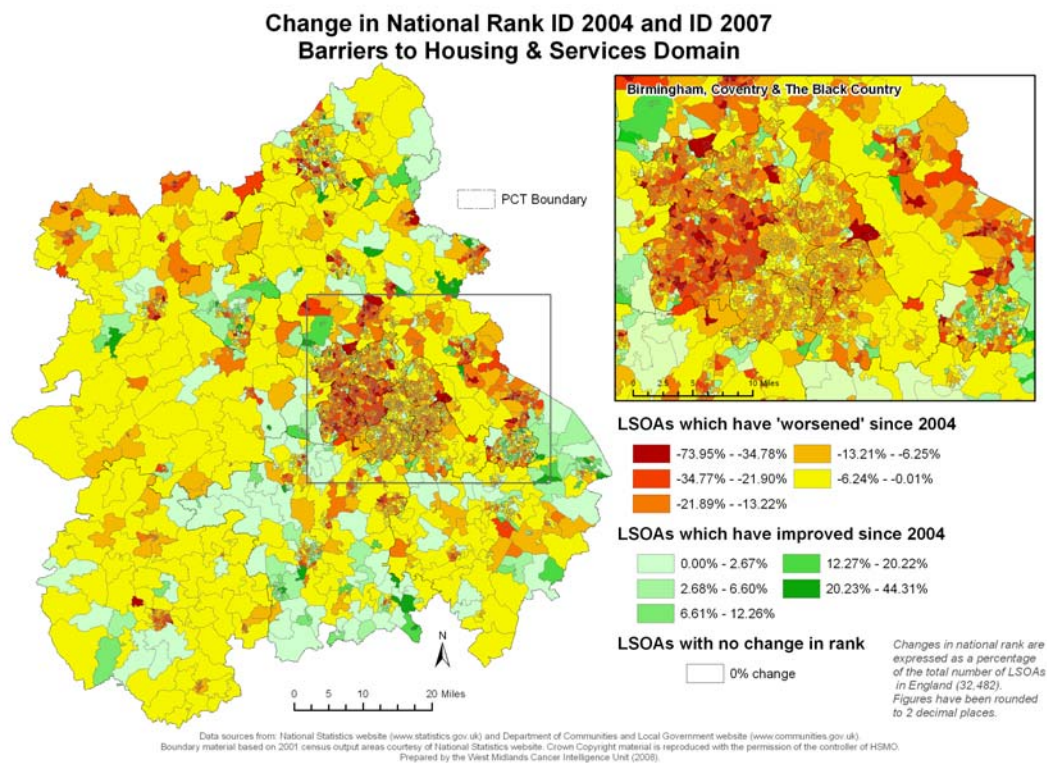 Change in National Rank ID 2004 and ID 2007
Barriers to Housing & Services Domain
Birmingham, Coventry & The Black Country
PCT Boundary
0 2.5 5 10 Miles
LSOAs which have 'worsened' since 2004
-73.95% - -34.78%
-13.21% - -6.25%
-34.77% - -21.90%
-6.24% - -0.01%
-21.89% - -13.22%
LSOAs which have improved since 2004
0.00% - 2.67%
12.27% - 20.22%
2.68% - 6.60%
20.23% - 44.31%
6.61% - 12.26%
LSOAs with no change in rank
0% change
Changes in national rank are
expressed as a percentage
of the total number of LSOAs
in England (32,482).
Figures have been rounded
to 2 decimal places.
N
0 5 10 20 Miles
Data sources from: National Statistics website (www.statistics.gov.uk) and Department of Communities and Local Government website (www.communities.gov.uk).
Boundary material based on 2001 census output areas courtesy of National Statistics website. Crown Copyright material is reproduced with the permission of the controller of HSMO.
Prepared by the West Midlands Cancer Intelligence Unit (2008).